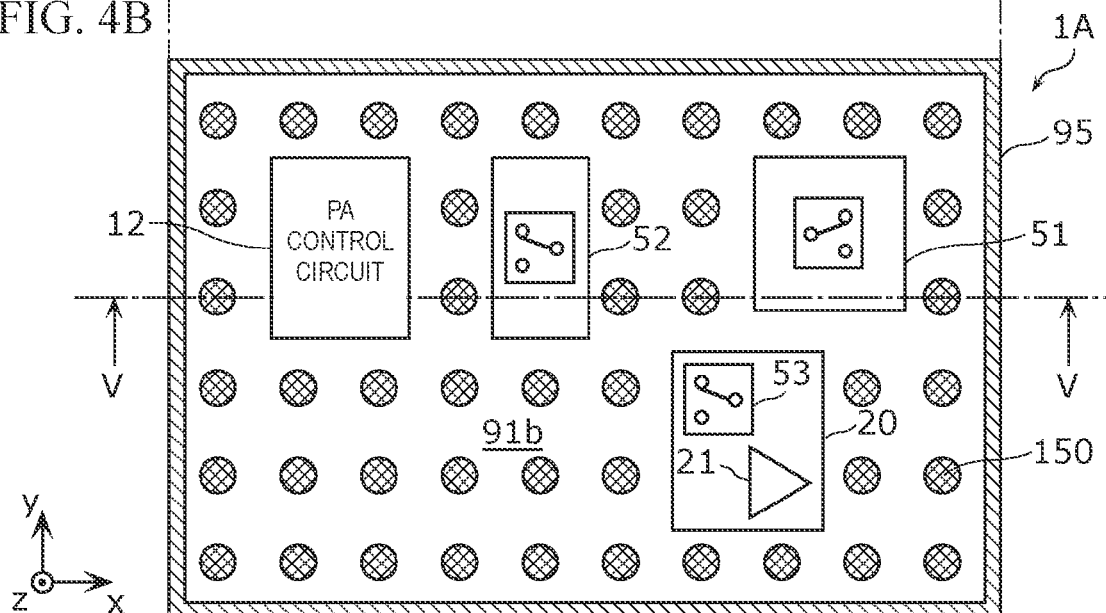 FIG. 4B
1A
95
12
PA
CONTROL
CIRCUIT
52
51
V
V
53
20
91b
21
150
y
z
x